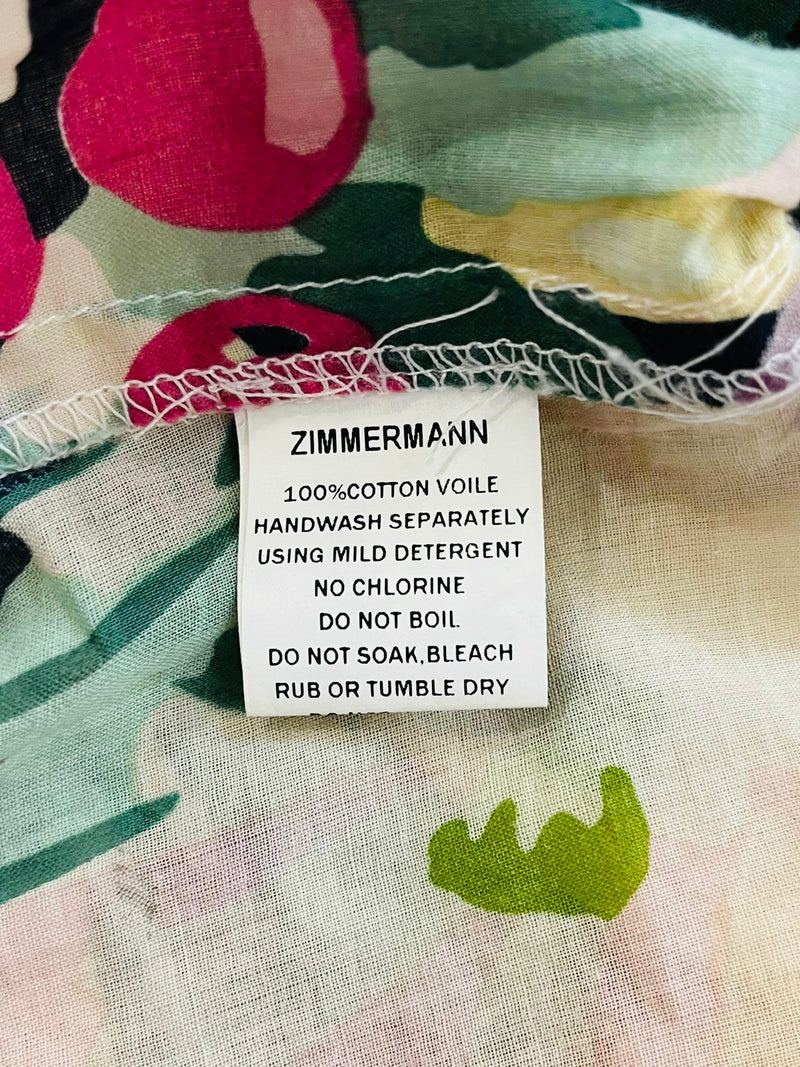 ZIMMERMANN
100%COTTON VOILE
HANDWASH SEPARATELY
USING MILD DETERGENT
NO CHLORINE
DO NOT BOIL
DO NOT SOAK,BLEACH
RUB OR TUMBLE DRY